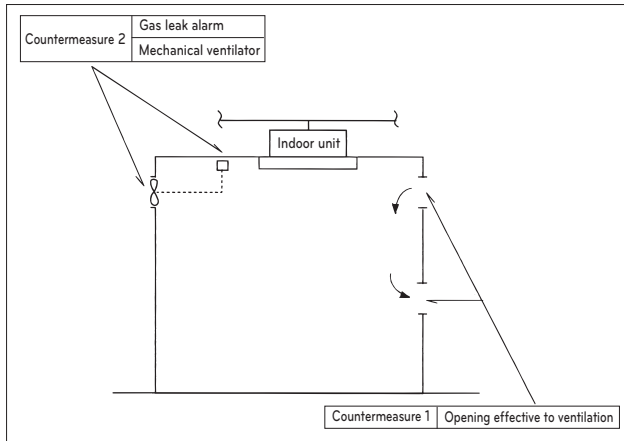 Countermeasure 2
Gas leak alarm
Mechanical ventilator
Indoor unit
Countermeasure 1
Opening effective to ventilation